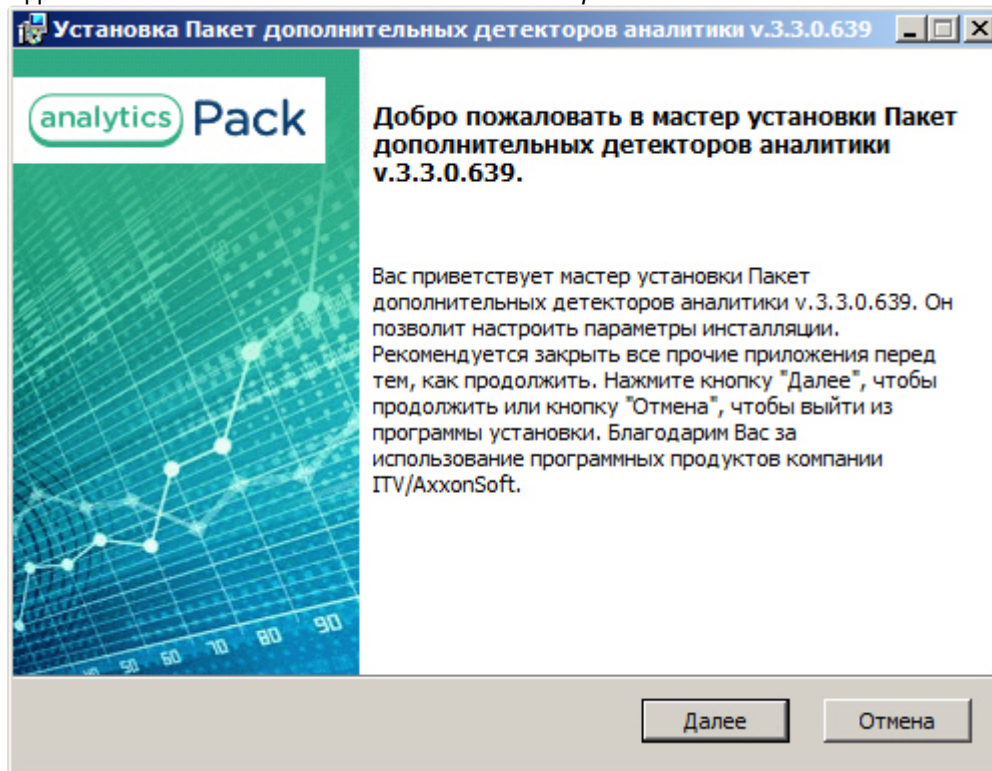 Установка Пакет дополнительных детекторов аналитики v.3.3.0.639
analytics Pack
Добро пожаловать в мастер установки Пакет
дополнительных детекторов аналитики
v.3.3.0.639.
Вас приветствует мастер установки Пакет
дополнительных детекторов аналитики v.3.3.0.639. Он
позволит настроить параметры инсталляции.
Рекомендуется закрыть все прочие приложения перед
тем, как продолжить. Нажмите кнопку "Далее", чтобы
продолжить или кнопку "Отмена", чтобы выйти из
программы установки. Благодарим Вас за
использование программных продуктов компании
ITV/AxxonSoft.
50 60 70 80 90
Далее Отмена